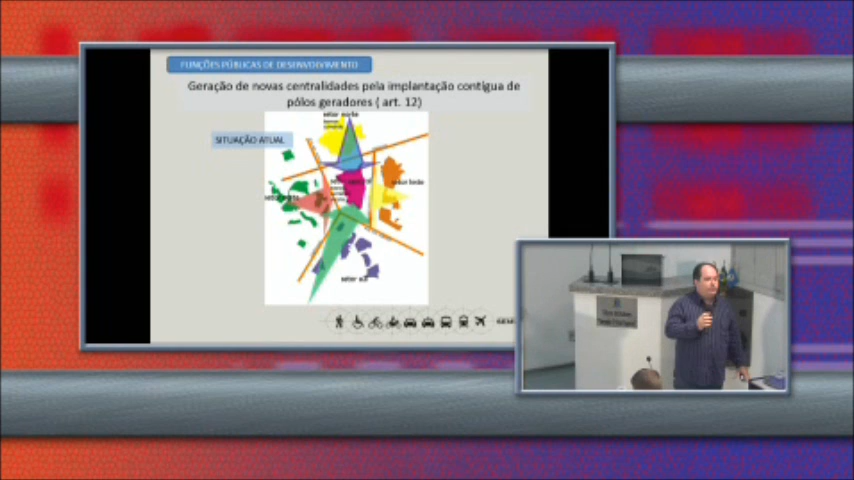 FUNÇÕES PÚBLICAS DE DESENVOLVIMENTO
Geração de novas centralidades pela implantação contígua de
pólos geradores ( art. 12)
SITUAÇÃO ATUAL
setor norte
setor leste
setor sul